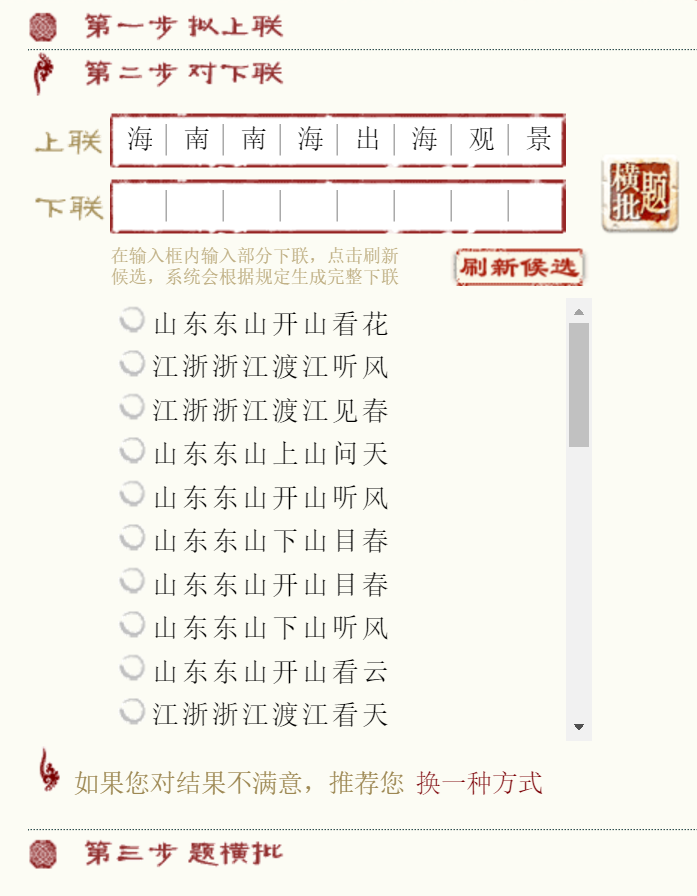 第一步 拟上联
第二步 对下联
上联 海 南 南 海 出 海 观 景
下联
横批 题
在输入框内输入部分下联，点击刷新
候选，系统会根据规定生成完整下联
刷新候选
山东东山开山看花
江浙浙江渡江听风
江浙浙江渡江见春
山东东山上山问天
山东东山开山听风
山东东山下山目春
山东东山开山目春
山东东山下山听风
山东东山开山看云
江浙浙江渡江看天
如果您对结果不满意，推荐您 换一种方式
第三步 题横批